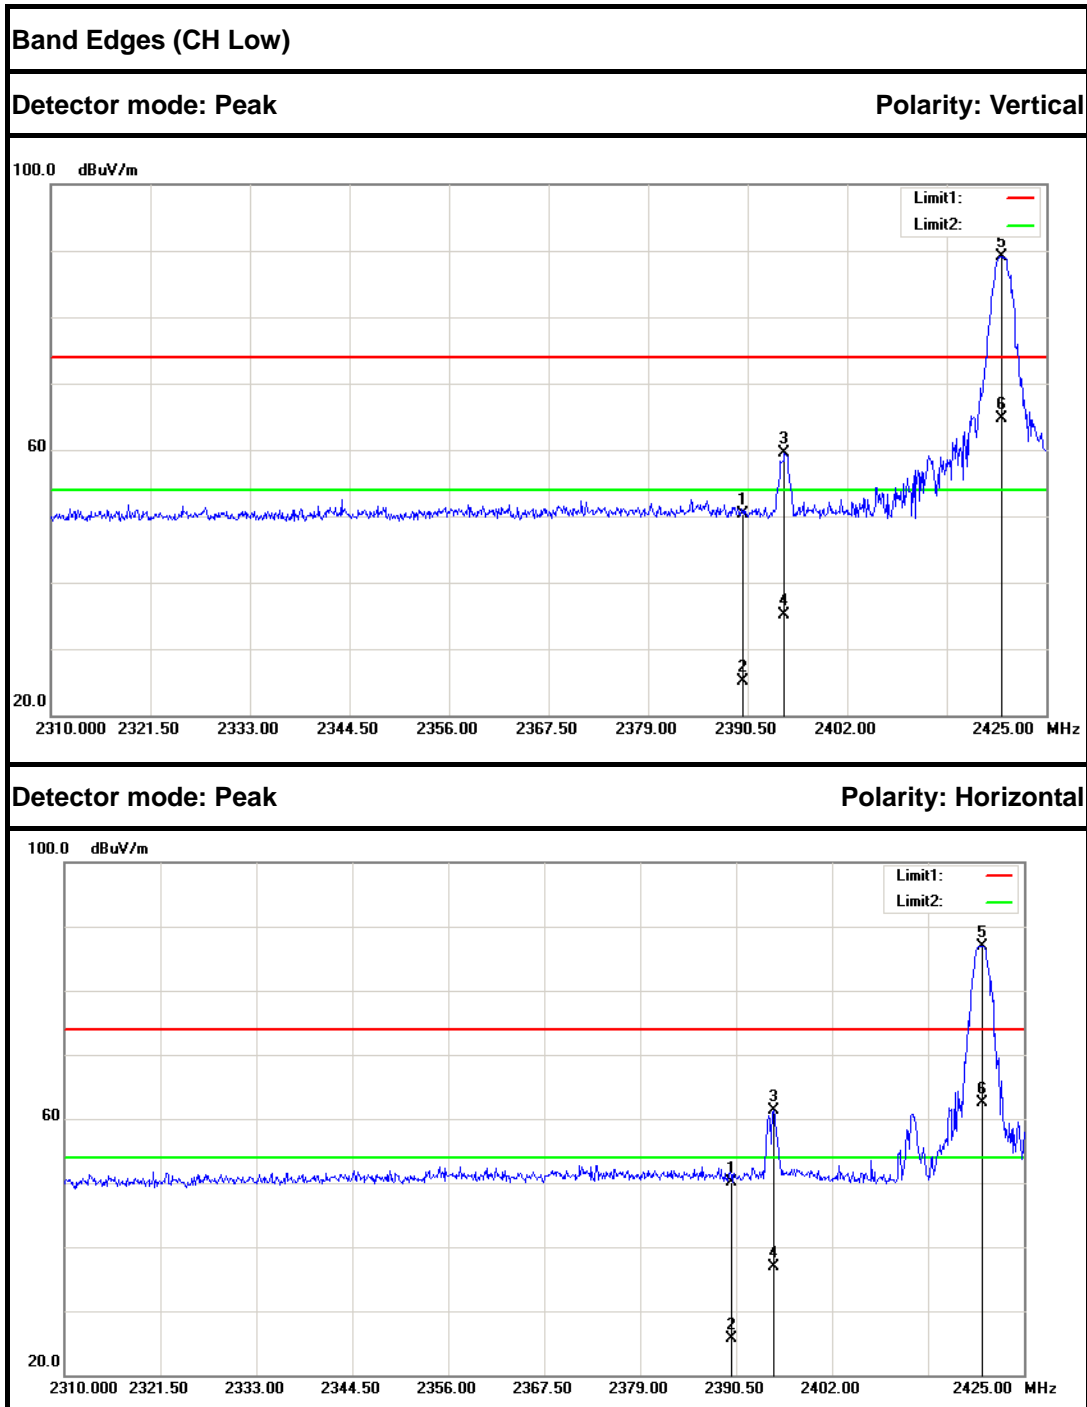 Band Edges (CH Low)
Detector mode: Peak Polarity: Vertical
100.0 dBuV/m
Limit1:
Limit2:
5
6
60
3
1
4
2
20.0
2310.000 2321.50 2333.00 2344.50 2356.00 2367.50 2379.00 2390.50 2402.00 2425.00 MHz
Detector mode: Peak Polarity: Horizontal
100.0 dBuV/m
Limit1:
Limit2:
5
6
3
60
1
4
2
20.0
2310.000 2321.50 2333.00 2344.50 2356.00 2367.50 2379.00 2390.50 2402.00 2425.00 MHz